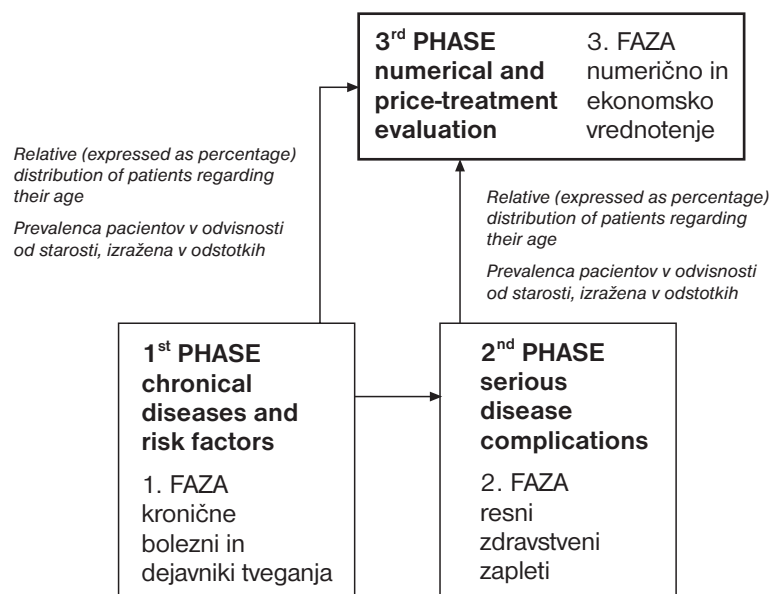 3rd PHASE
numerical and
price-treatment
evaluation
3. FAZA
numerično in
ekonomsko
vrednotenje
Relative (expressed as percentage)
distribution of patients regarding
their age
Prevalenca pacientov v odvisnosti
od starosti, izražena v odstotkih
Relative (expressed as percentage)
distribution of patients regarding
their age
Prevalenca pacientov v odvisnosti
od starosti, izražena v odstotkih
1st PHASE
chronical
diseases and
risk factors
1. FAZA
kronične
bolezni in
dejavniki tveganja
2nd PHASE
serious
disease
complications
2. FAZA
resni
zdravstveni
zapleti